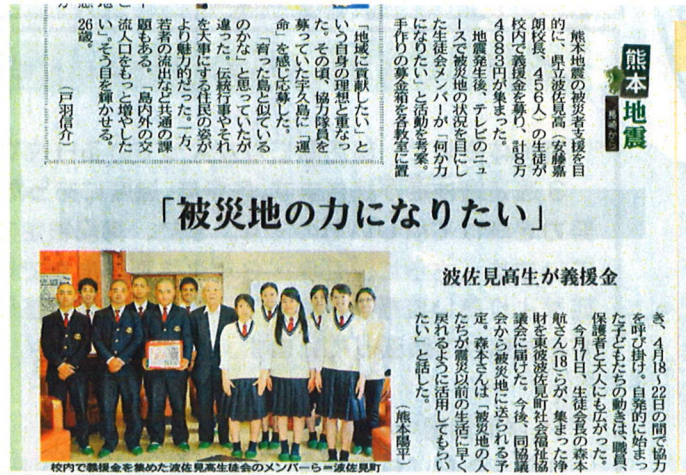 熊本
地震
長崎から
熊本地震の被災者支援を目
的に、県立波佐見高(安藤嘉
朗校長、456人)の生徒が
校内で義援金を募り、計8万
4683円が集まった。
地震発生後、テレビのニュ
ースで被災地の状況を目にし
た生徒会メンバーが「何か力
になりたい」と活動を考案。
手作りの募金箱を各教室に置
「被災地の力になりたい」
波佐見高生が義援金
き、4月18~22日の間で協力
を呼び掛け。自発的に始まっ
た子どもたちの動きは、職員、
保護者と大人にも広がった。
今月17日、生徒会長の森本
航さん(18)らが、集まった浄
財を東彼波佐見町社会福祉協
議会に届けた。今後、同協議
会から被災地に送られる予
定。森本さんは「被災地の人
たちが震災以前の生活に早く
戻れるように活用してもらい
たい」と話した。
(熊本陽平)
校内で義援金を集めた波佐見高生徒会のメンバーら=波佐見町
「地域に貢献したい」と
いう自身の理想と重なっ
た。その頃、協力隊員を
募っていた宇久島に「運
命」を感じ応募した。
「育った島と似ている
のかな」と思っていたが
違った。伝統行事やそれ
を大事にする住民の姿が
より魅力的だった。一方、
若者の流出など共通の課
題もある。「島内外の交
流人口をもっと増やした
い」。そう目を輝かせる。
26歳。
(戸羽信介)